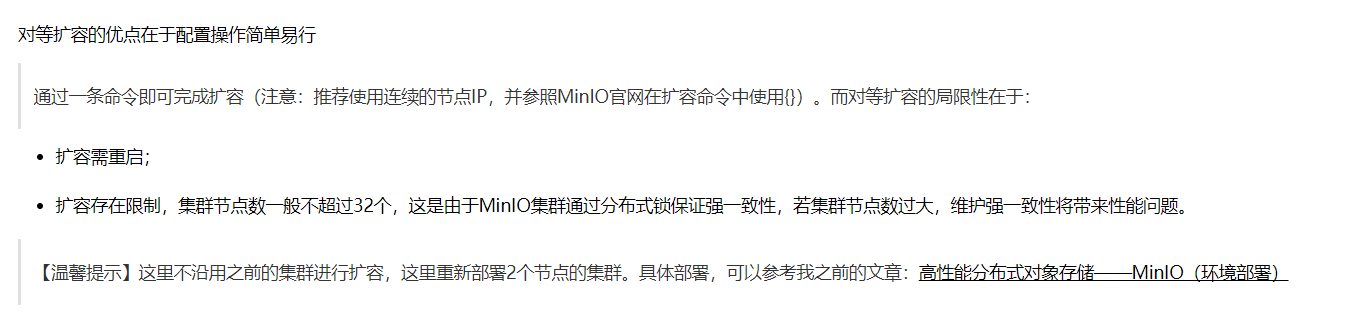 对等扩容的优点在于配置操作简单易行
通过一条命令即可完成扩容（注意：推荐使用连续的节点IP，并参照MinIO官网在扩容命令中使用{}）。而对等扩容的局限性在于：
扩容需重启；
扩容存在限制，集群节点数一般不超过32个，这是由于MinIO集群通过分布式锁保证强一致性，若集群节点数过大，维护强一致性将带来性能问题。
【温馨提示】这里不沿用之前的集群进行扩容，这里重新部署2个节点的集群。具体部署，可以参考我之前的文章：高性能分布式对象存储——MinIO（环境部署）